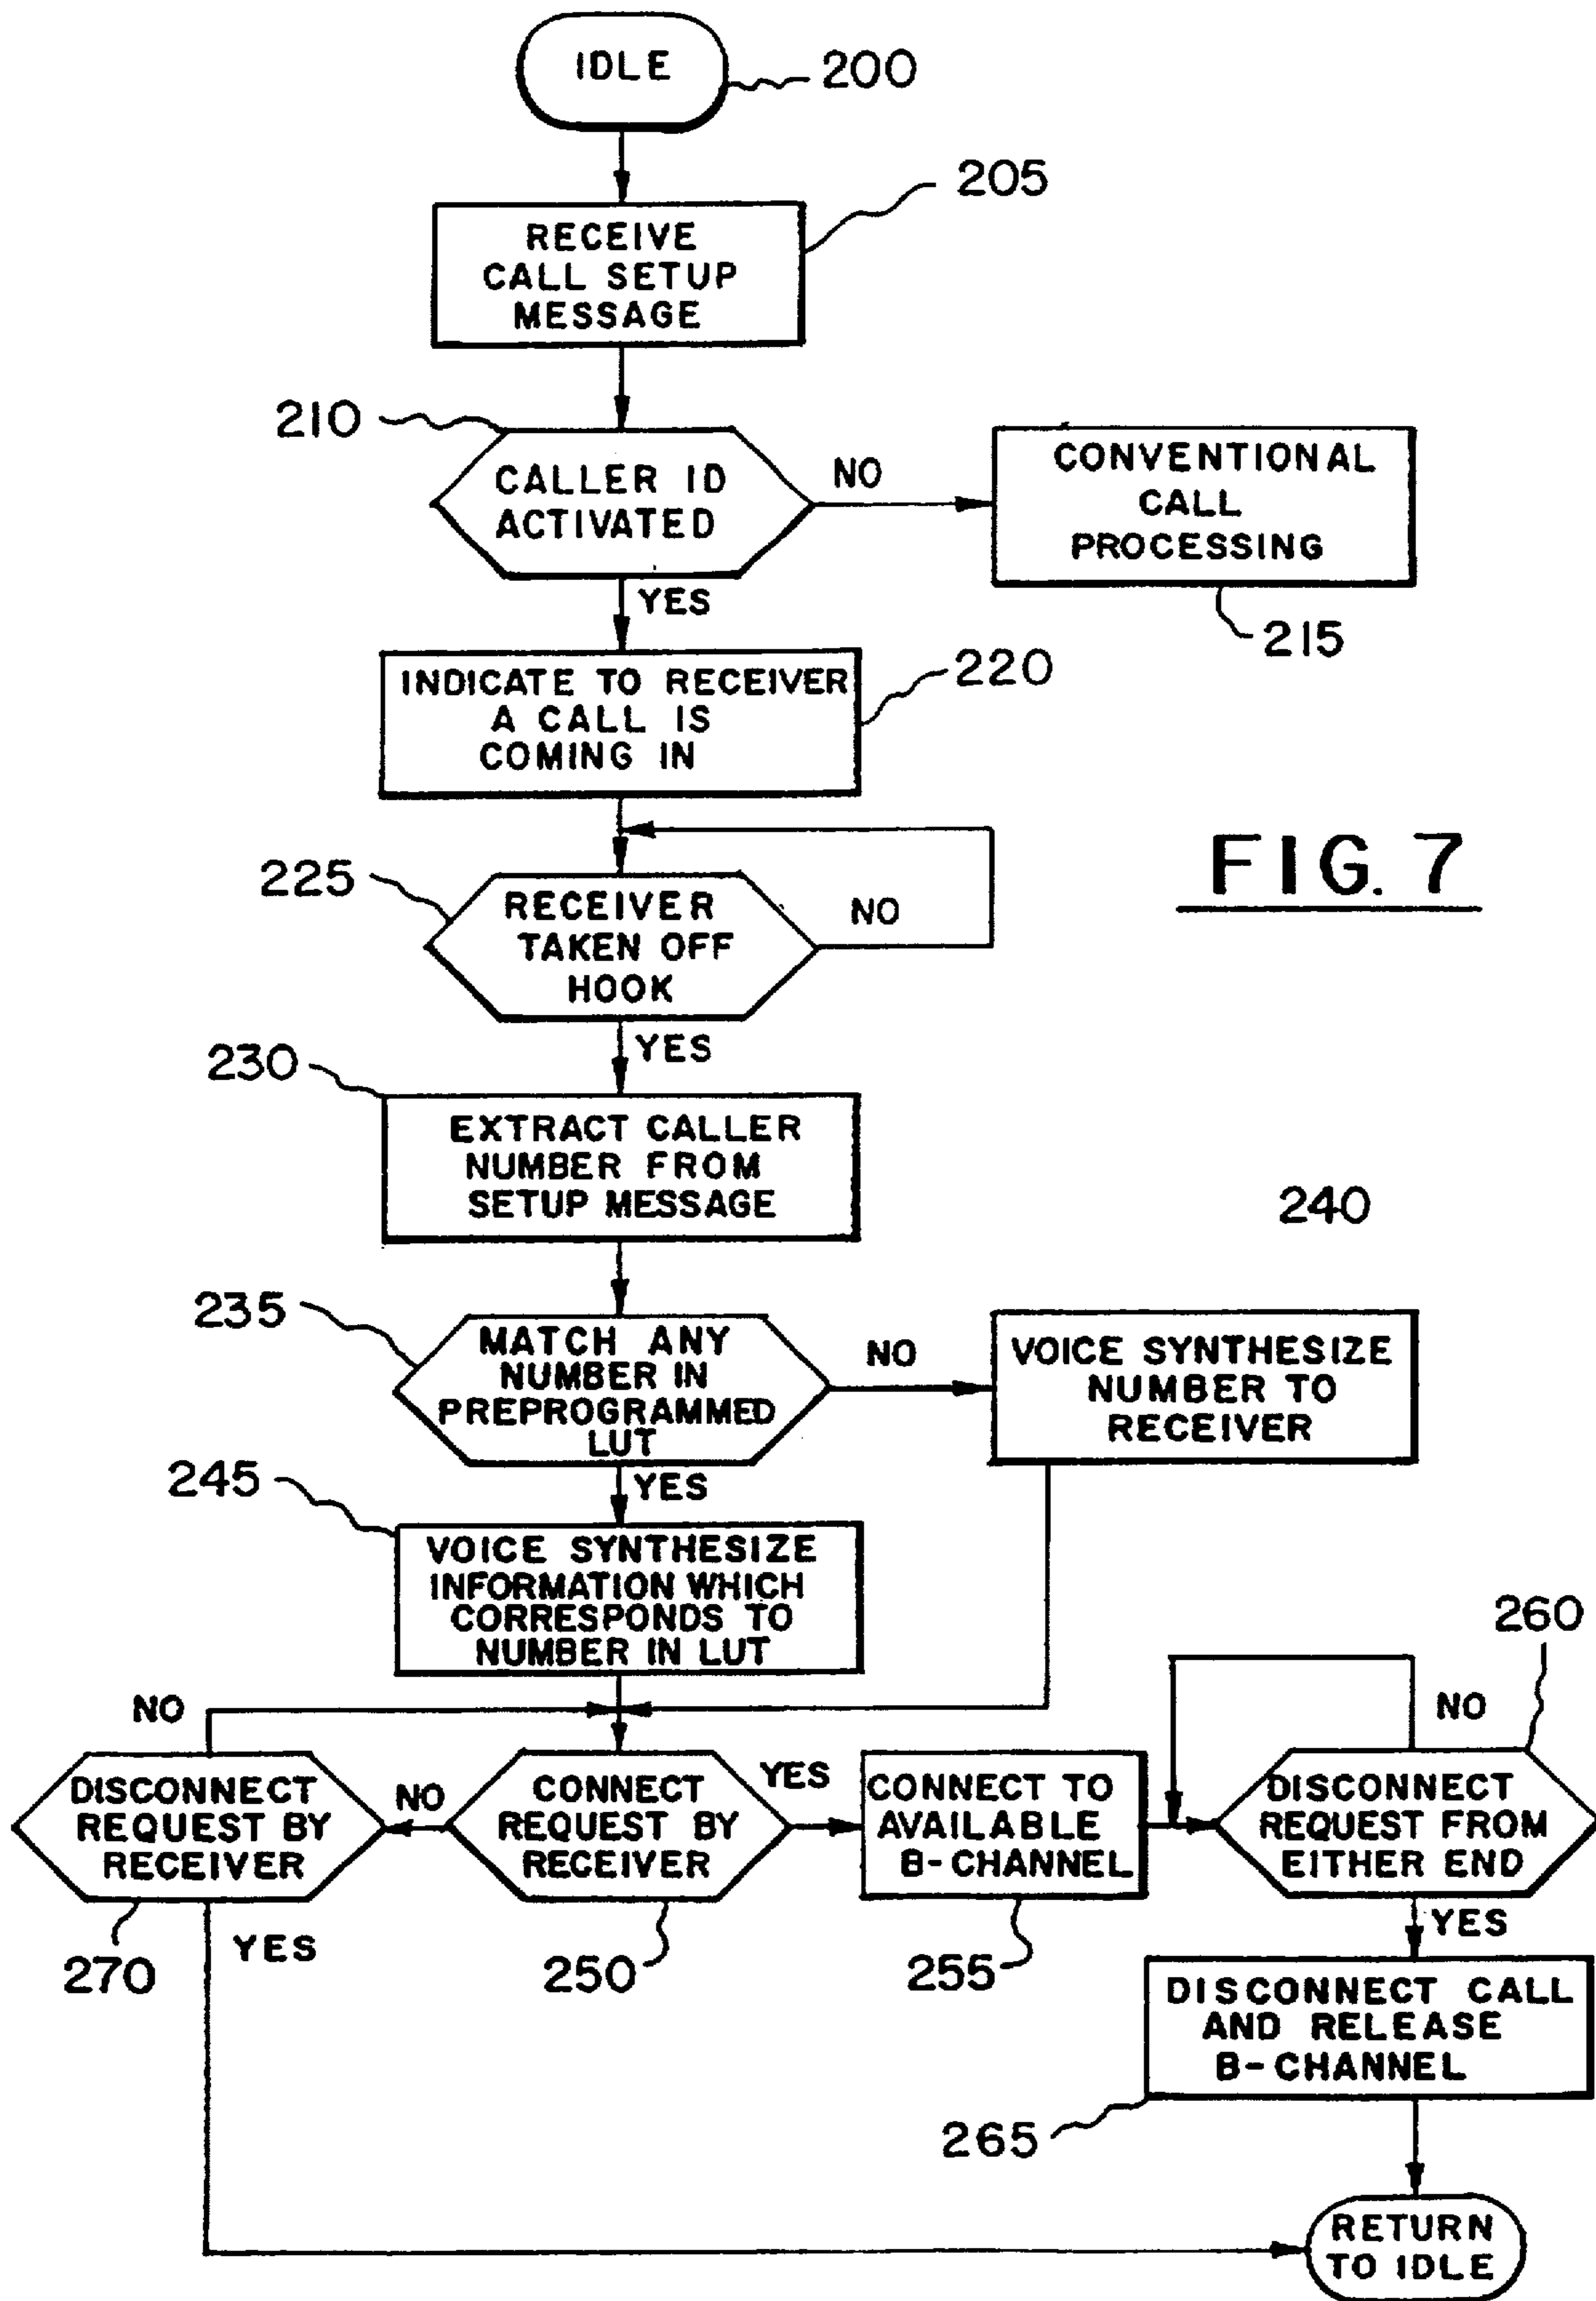 IDLE
200
205
RECEIVE
CALL SETUP
MESSAGE
210
CALLER ID
ACTIVATED
NO
CONVENTIONAL
CALL
PROCESSING
215
YES
INDICATE TO RECEIVER
A CALL IS
COMING IN
220
FIG. 7
225
RECEIVER
TAKEN OFF
HOOK
NO
YES
230
EXTRACT CALLER
NUMBER FROM
SETUP MESSAGE
240
235
MATCH ANY
NUMBER IN
PREPROGRAMMED
LUT
NO
VOICE SYNTHESIZE
NUMBER TO
RECEIVER
YES
245
VOICE SYNTHESIZE
INFORMATION WHICH
CORRESPONDS TO
NUMBER IN LUT
260
NO
NO
DISCONNECT
REQUEST BY
RECEIVER
NO
CONNECT
REQUEST BY
RECEIVER
YES
CONNECT TO
AVAILABLE
B-CHANNEL
DISCONNECT
REQUEST FROM
EITHER END
270
YES
250
255
YES
DISCONNECT CALL
AND RELEASE
B-CHANNEL
265
RETURN
TO IDLE